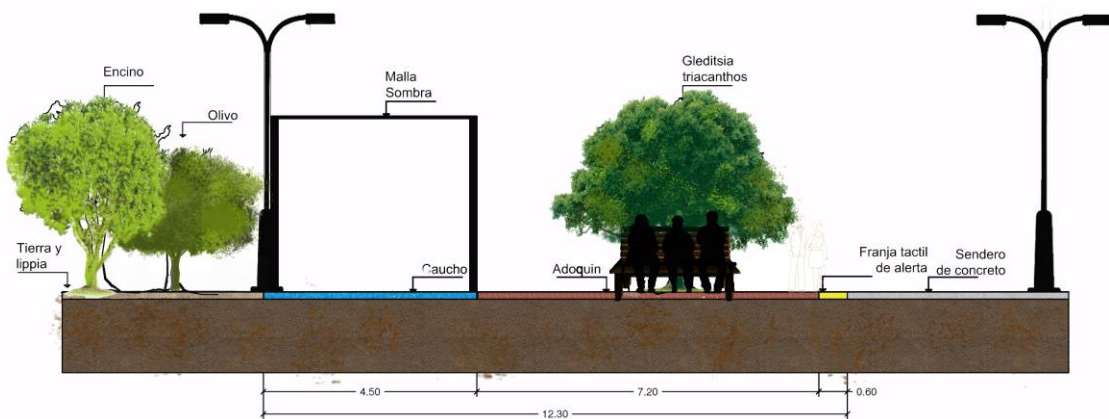 Encino
Olivo
Malla
Sombra
Gleditsia
triacanthos
Tierra y
lippia
Caucho
Adoquin
Franja tactil
de alerta
Sendero
de concreto
4.50
7.20
0.60
12.30